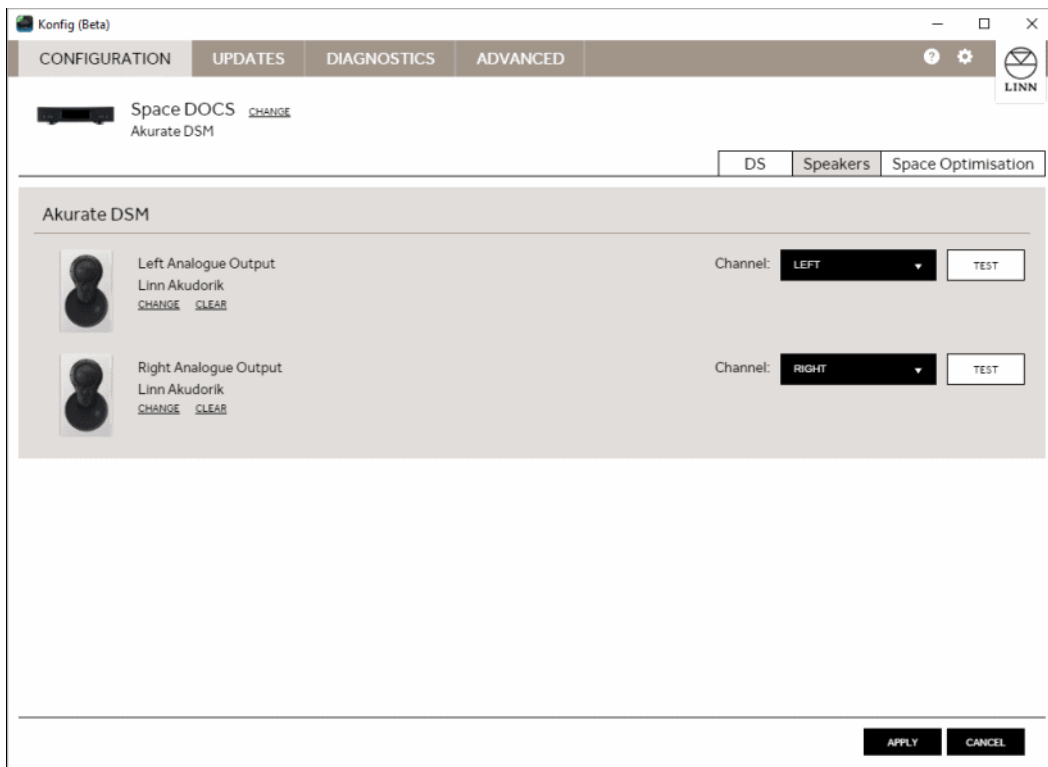 Konfig (Beta)
CONFIGURATION UPDATES DIAGNOSTICS ADVANCED ?
LINN
Space DOCS CHANGE
Akurate DSM
DS Speakers Space Optimisation
Akurate DSM
Left Analogue Output Channel: LEFT TEST
Linn Akudorik
CHANGE CLEAR
Right Analogue Output Channel: RIGHT TEST
Linn Akudorik
CHANGE CLEAR
APPLY CANCEL